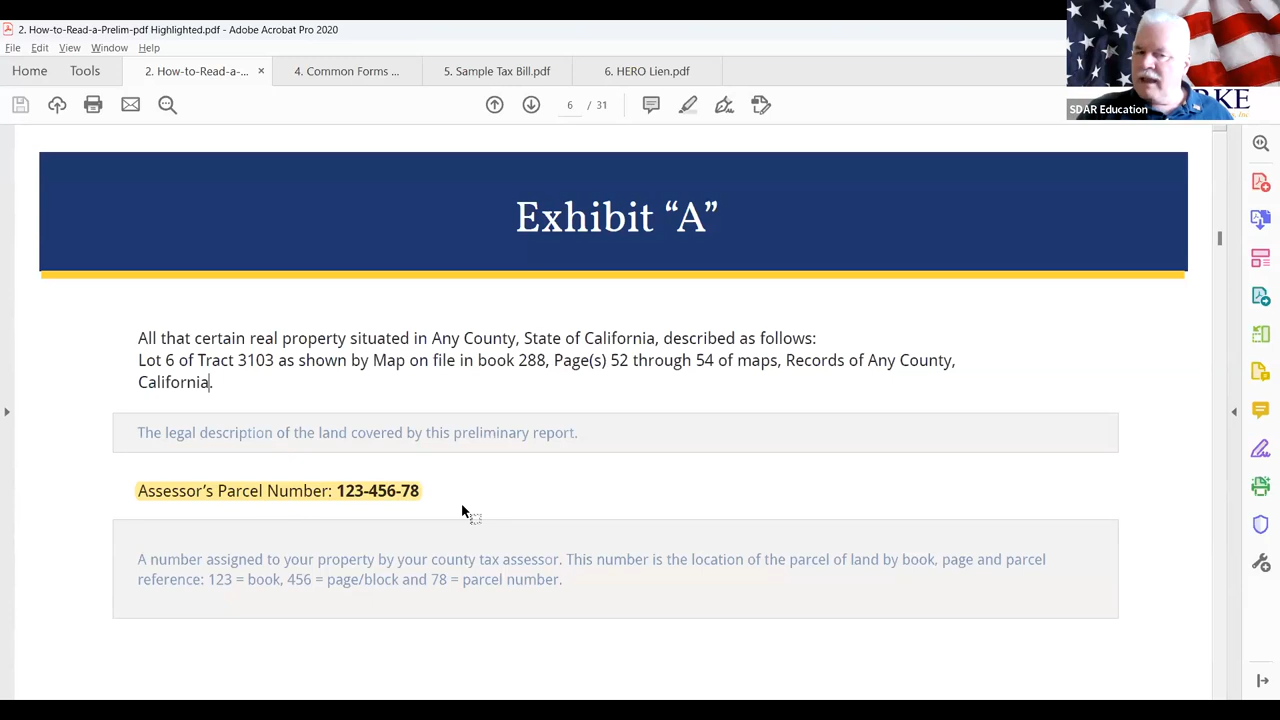 2. How-to-Read-a-Prelim-pdf Highlighted.pdf - Adobe Acrobat Pro 2020
File Edit View Window Help
Home Tools 2. How-to-Read-a-... × 4. Common Forms ... 5. Sample Tax Bill.pdf 6. HERO Lien.pdf
6 / 31
SDAR Education
Exhibit “A”
All that certain real property situated in Any County, State of California, described as follows:
Lot 6 of Tract 3103 as shown by Map on file in book 288, Page(s) 52 through 54 of maps, Records of Any County,
California.
The legal description of the land covered by this preliminary report.
Assessor’s Parcel Number: 123-456-78
A number assigned to your property by your county tax assessor. This number is the location of the parcel of land by book, page and parcel
reference: 123 = book, 456 = page/block and 78 = parcel number.